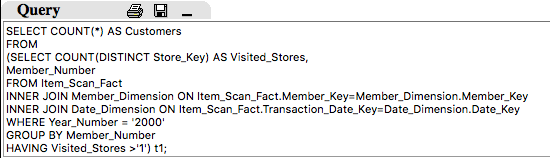 Query
SELECT COUNT(*) AS Customers
FROM
(SELECT COUNT(DISTINCT Store_Key) AS Visited_Stores,
Member_Number
FROM Item_Scan_Fact
INNER JOIN Member_Dimension ON Item_Scan_Fact.Member_Key=Member_Dimension.Member_Key
INNER JOIN Date_Dimension ON Item_Scan_Fact.Transaction_Date_Key=Date_Dimension.Date_Key
WHERE Year_Number = '2000'
GROUP BY Member_Number
HAVING Visited_Stores >'1') t1;